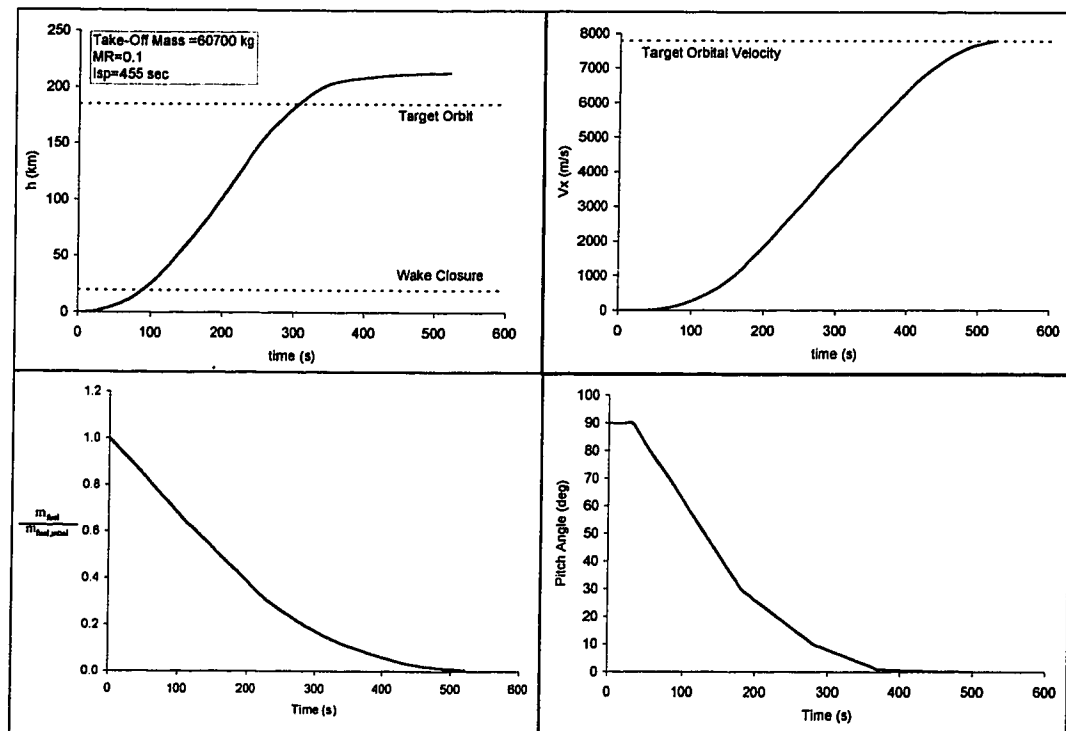 250
200
150
100
50
0
h (km)
Take-Off Mass =60700 kg
MR=0.1
Isp=455 sec
Target Orbit
Wake Closure
0 100 200 300 400 500 600
time (s)
8000
7000
6000
5000
4000
3000
2000
1000
0
Vx (m/s)
Target Orbital Velocity
0 100 200 300 400 500 600
time (s)
1.2
1.0
0.8
0.6
0.4
0.2
0.0
m fuel
m
0 100 200 300 400 500 600
Time (s)
100
90
80
70
60
50
40
30
20
10
0
Pitch Angle (deg)
0 100 200 300 400 500 600
Time (s)